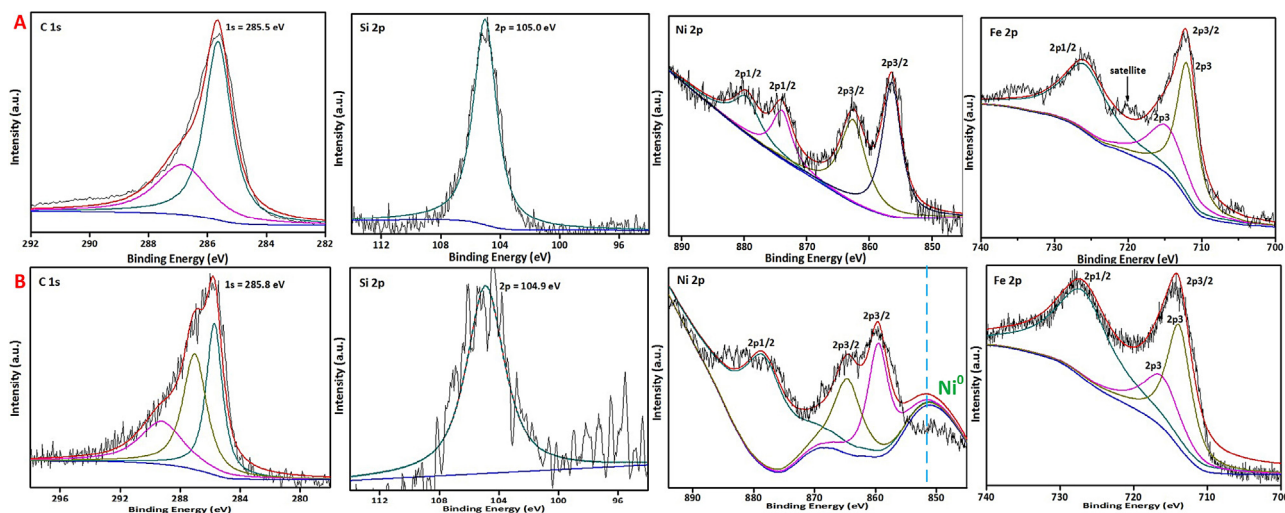 A
C 1s
1s = 285.5 eV
Intensity (a.u.)
292 290 288 286 284 282
Binding Energy (eV)
Si 2p
2p = 105.0 eV
Intensity (a.u.)
112 108 104 100 96
Binding Energy (eV)
Ni 2p
2p1/2
2p1/2
2p3/2
2p3/2
Intensity (a.u.)
890 880 870 860 850
Binding Energy (eV)
Fe 2p
2p1/2
satellite
2p3/2
2p3
2p3
Intensity (a.u.)
740 730 720 710 700
Binding Energy (eV)
B
C 1s
1s = 285.8 eV
Intensity (a.u.)
296 292 288 284 280
Binding Energy (eV)
Si 2p
2p = 104.9 eV
Intensity (a.u.)
112 108 104 100 96
Binding Energy (eV)
Ni 2p
2p1/2
2p3/2
2p3/2
Ni⁰
Intensity (a.u.)
890 880 870 860 850
Binding Energy (eV)
Fe 2p
2p1/2
2p3/2
2p3
2p3
Intensity (a.u.)
740 730 720 710 700
Binding Energy (eV)